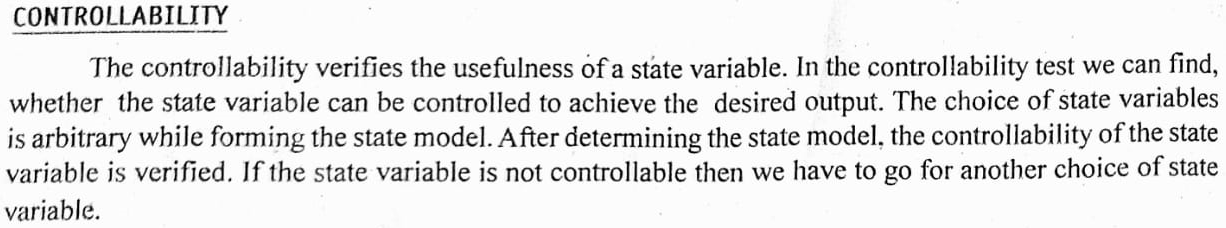 CONTROLLABILITY
The controllability verifies the usefulness of a state variable. In the controllability test we can find,
whether the state variable can be controlled to achieve the desired output. The choice of state variables
is arbitrary while forming the state model. After determining the state model, the controllability of the state
variable is verified. If the state variable is not controllable then we have to go for another choice of state
variable.